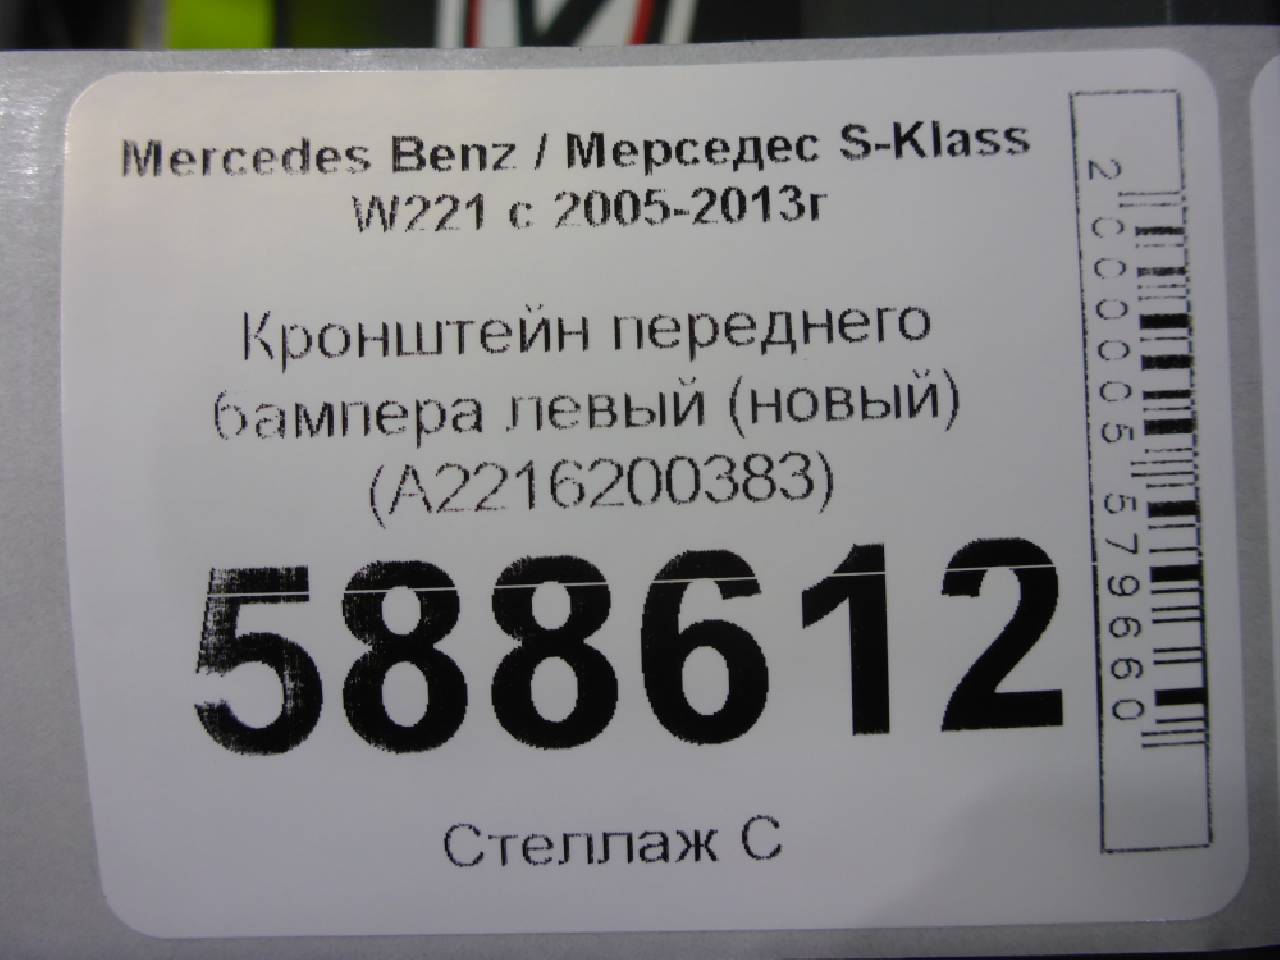 Mercedes Benz / Мерседес S-Klass
W221 с 2005-2013г
Кронштейн переднего
бампера левый (новый)
(A2216200383)
588612
Стеллаж С
2000005579660